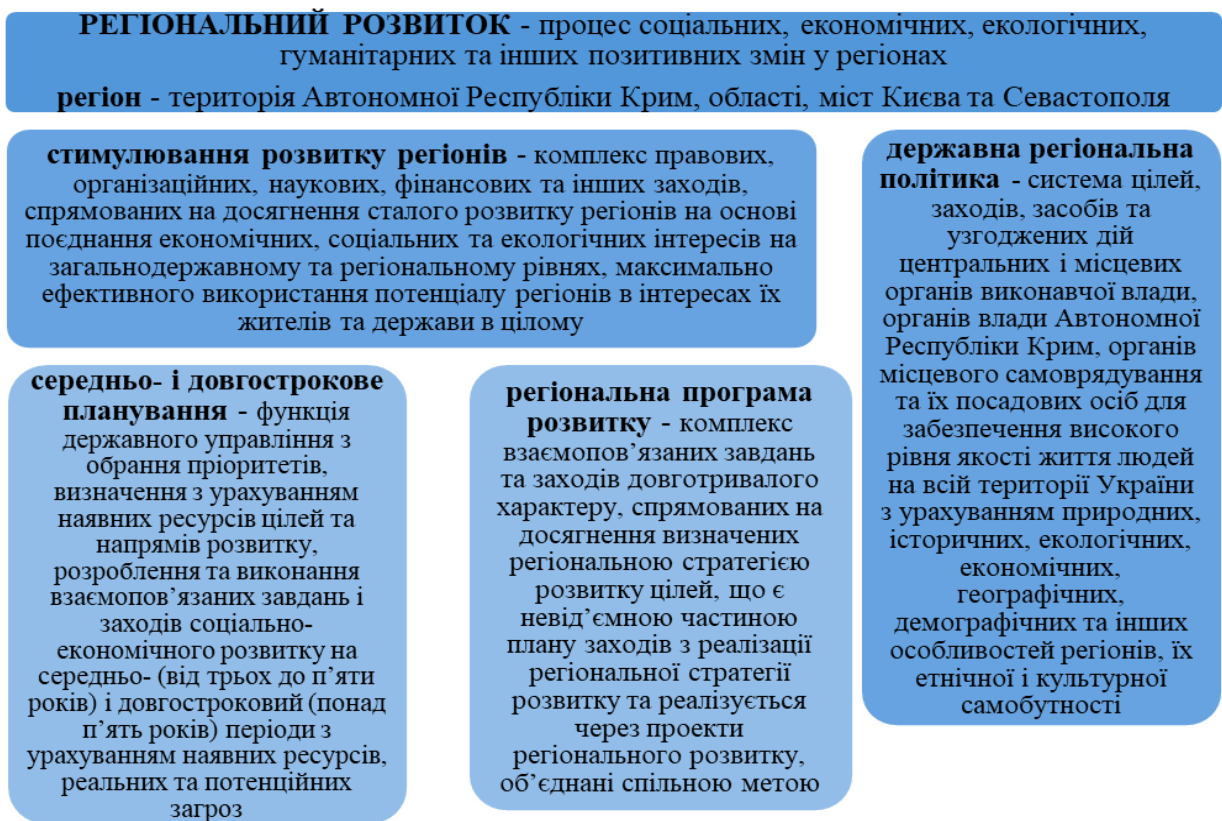 РЕГІОНАЛЬНИЙ РОЗВИТОК - процес соціальних, економічних, екологічних,
гуманітарних та інших позитивних змін у регіонах
регіон - територія Автономної Республіки Крим, області, міст Києва та Севастополя
стимулювання розвитку регіонів - комплекс правових,
організаційних, наукових, фінансових та інших заходів,
спрямованих на досягнення сталого розвитку регіонів на основі
поєднання економічних, соціальних та екологічних інтересів на
загальнодержавному та регіональному рівнях, максимально
ефективного використання потенціалу регіонів в інтересах їх
жителів та держави в цілому
державна регіональна
політика - система цілей,
заходів, засобів та
узгоджених дій
центральних і місцевих
органів виконавчої влади,
органів влади Автономної
Республіки Крим, органів
місцевого самоврядування
та їх посадових осіб для
забезпечення високого
рівня якості життя людей
на всій території України
з урахуванням природних,
історичних, екологічних,
економічних,
географічних,
демографічних та інших
особливостей регіонів, їх
етнічної і культурної
самобутності
середньо- і довгострокове
планування - функція
державного управління з
обрання пріоритетів,
визначення з урахуванням
наявних ресурсів цілей та
напрямів розвитку,
розроблення та виконання
взаємопов’язаних завдань і
заходів соціально-
економічного розвитку на
середньо- (від трьох до п’яти
років) і довгостроковий (понад
п’ять років) періоди з
урахуванням наявних ресурсів,
реальних та потенційних
загроз
регіональна програма
розвитку - комплекс
взаємопов’язаних завдань
та заходів довготривалого
характеру, спрямованих на
досягнення визначених
регіональною стратегією
розвитку цілей, що є
невід’ємною частиною
плану заходів з реалізації
регіональної стратегії
розвитку та реалізується
через проекти
регіонального розвитку,
об’єднані спільною метою